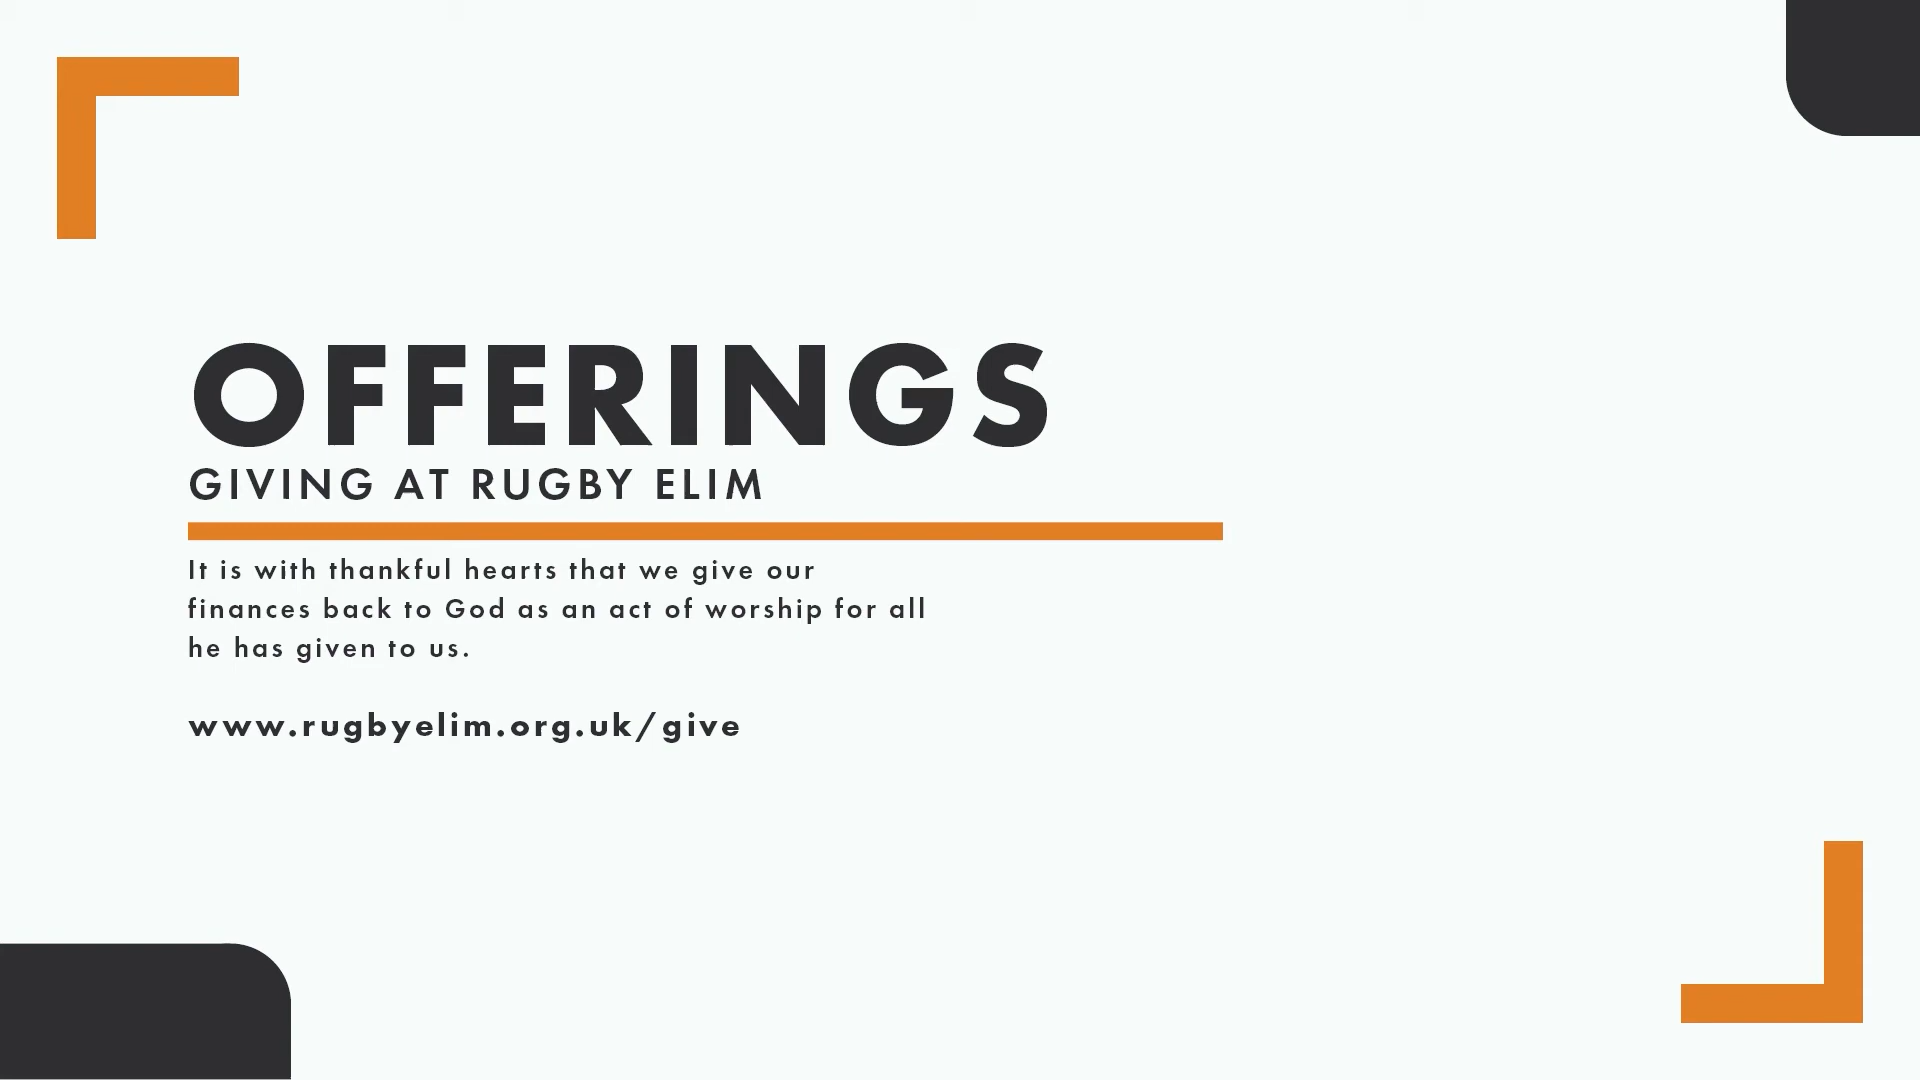 OFFERINGS
GIVING AT RUGBY ELIM
It is with thankful hearts that we give our
finances back to God as an act of worship for all
he has given to us.
www.rugbyelim.org.uk/give